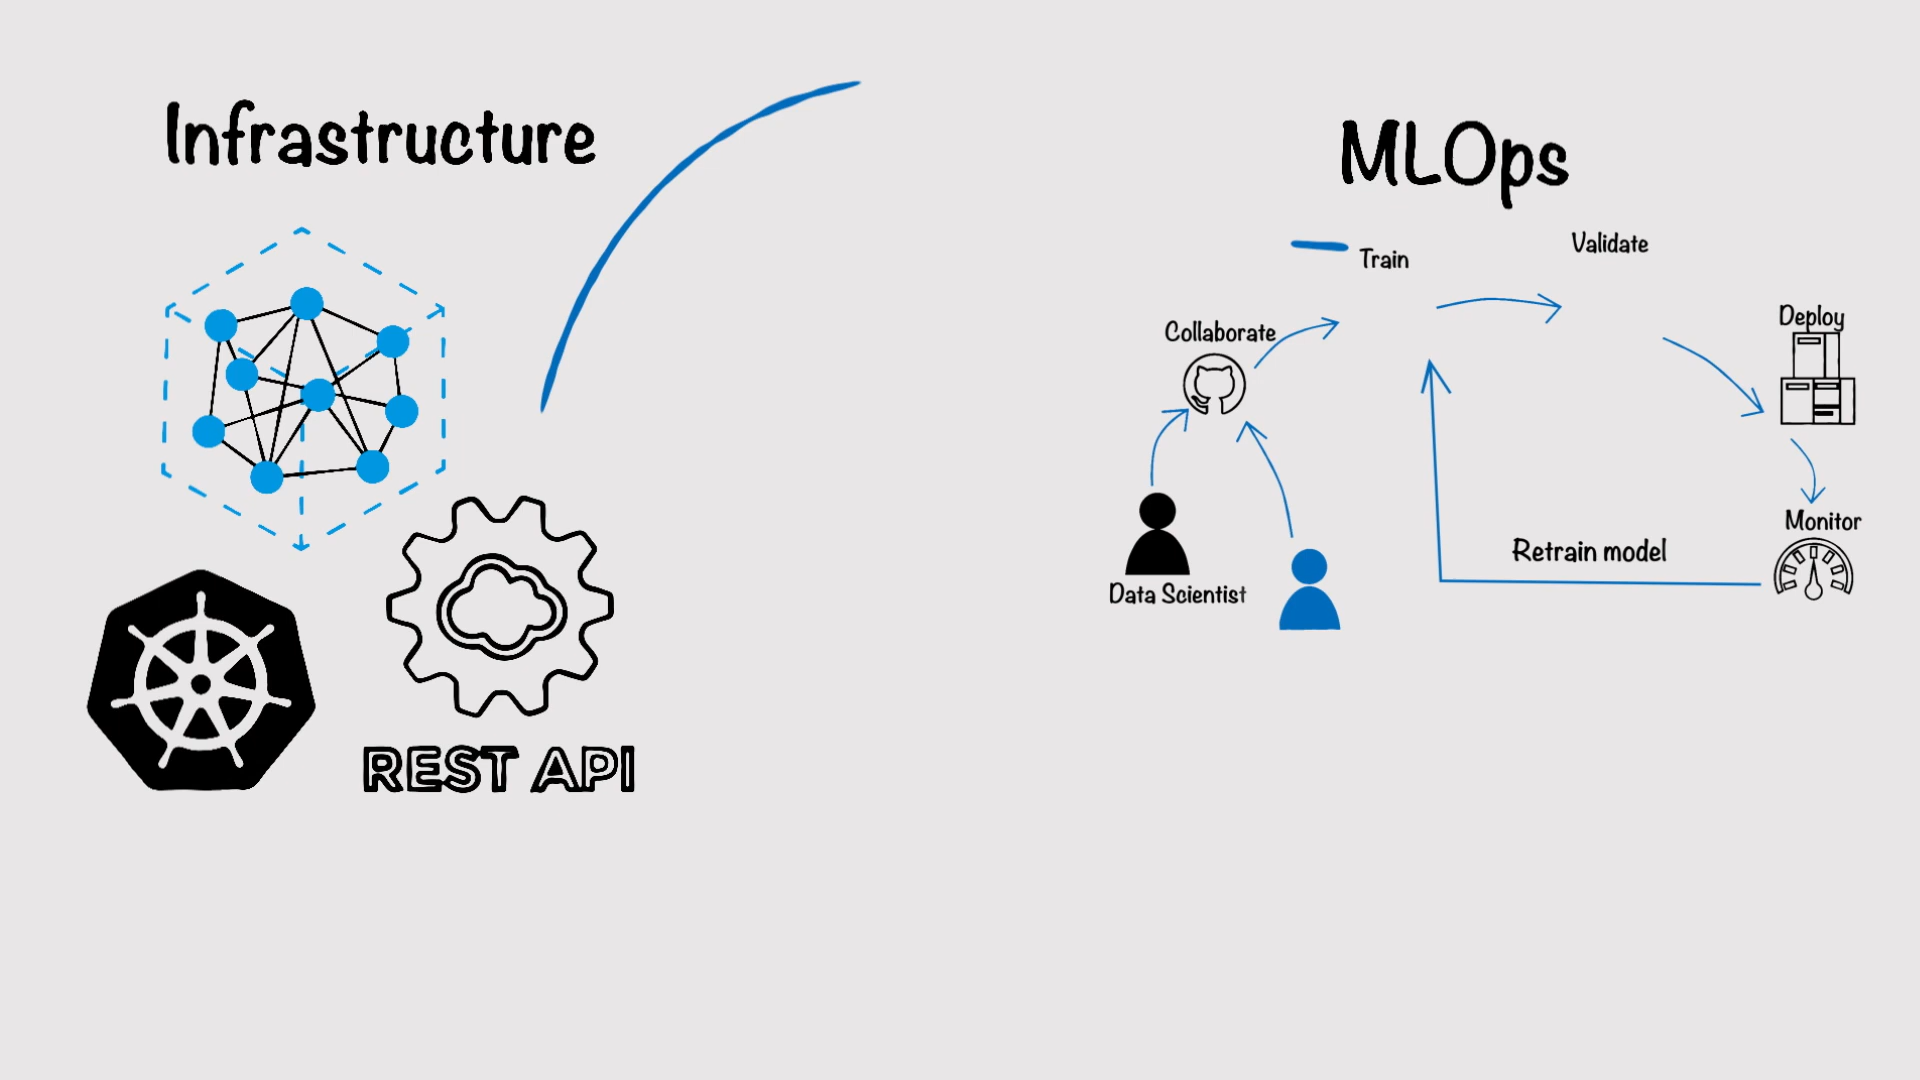 Infrastructure
REST API
MLOps
Train
Validate
Collaborate
Deploy
Monitor
Retrain model
Data Scientist